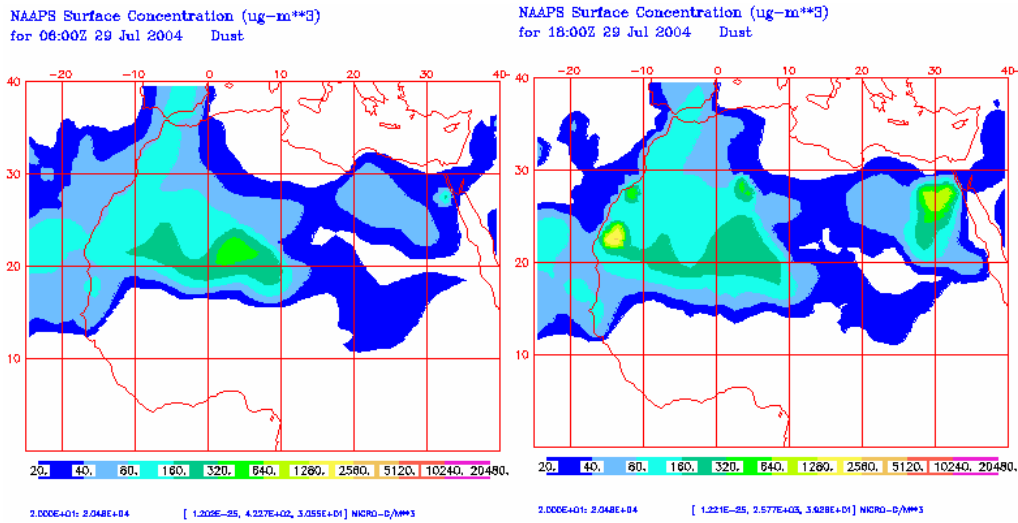 NAAPS Surface Concentration (ug-m**3)
for 06:00Z 29 Jul 2004 Dust
-20 -10 0 10 20 30 40
40
30
20
10
20. 40. 80. 160. 320. 640. 1280. 2560. 5120. 10240. 20480.
2.000E+01: 2.048E+04 [ 1.202E-25, 4.227E+02, 3.055E+01] MICRO-G/M**3
NAAPS Surface Concentration (ug-m**3)
for 18:00Z 29 Jul 2004 Dust
-20 -10 0 10 20 30 40
40
30
20
10
20. 40. 80. 160. 320. 640. 1280. 2560. 5120. 10240. 20480.
2.000E+01: 2.048E+04 [ 1.221E-25, 2.577E+03, 3.928E+01] MICRO-G/M**3